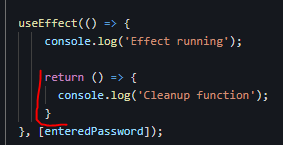 useEffect(() => {
console.log('Effect running');
return () => {
console.log('Cleanup function');
}
}, [enteredPassword]);